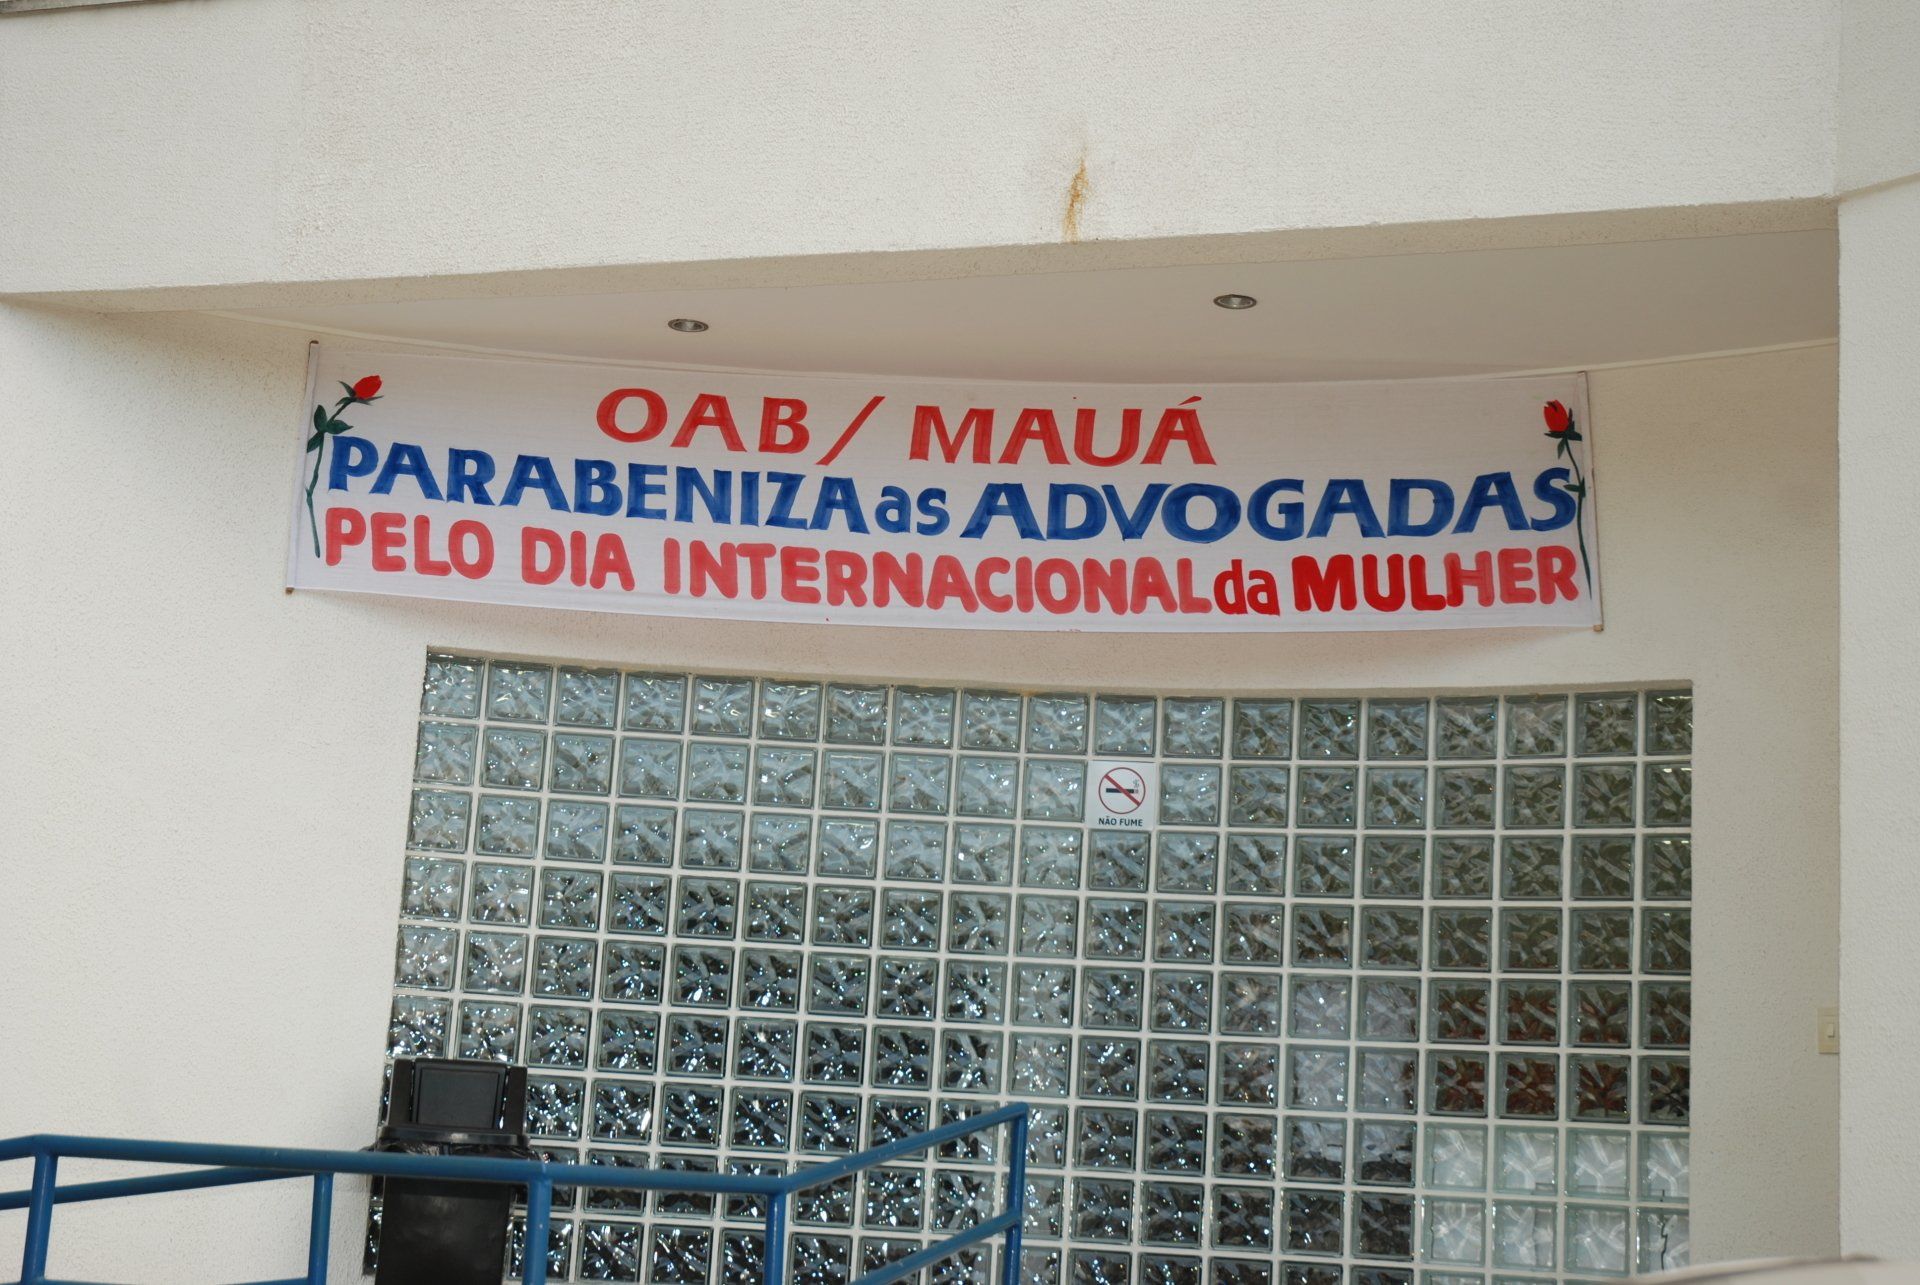 OAB / MAUÁ
PARABENIZA as ADVOGADAS
PELO DIA INTERNACIONAL da MULHER
NÃO FUME